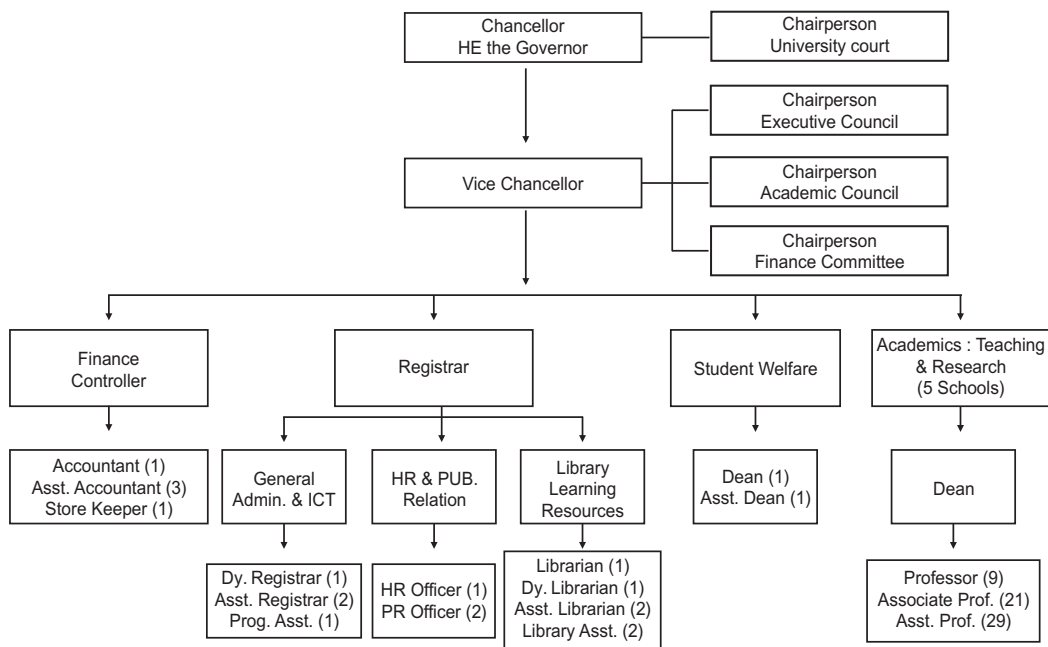 Chancellor
HE the Governor
Chairperson
University court
Chairperson
Executive Council
Vice Chancellor
Chairperson
Academic Council
Chairperson
Finance Committee
Finance
Controller
Registrar
Student Welfare
Academics : Teaching
& Research
(5 Schools)
Accountant (1)
Asst. Accountant (3)
Store Keeper (1)
General
Admin. & ICT
HR & PUB.
Relation
Library
Learning
Resources
Dean (1)
Asst. Dean (1)
Dean
Dy. Registrar (1)
Asst. Registrar (2)
Prog. Asst. (1)
HR Officer (1)
PR Officer (2)
Librarian (1)
Dy. Librarian (1)
Asst. Librarian (2)
Library Asst. (2)
Professor (9)
Associate Prof. (21)
Asst. Prof. (29)